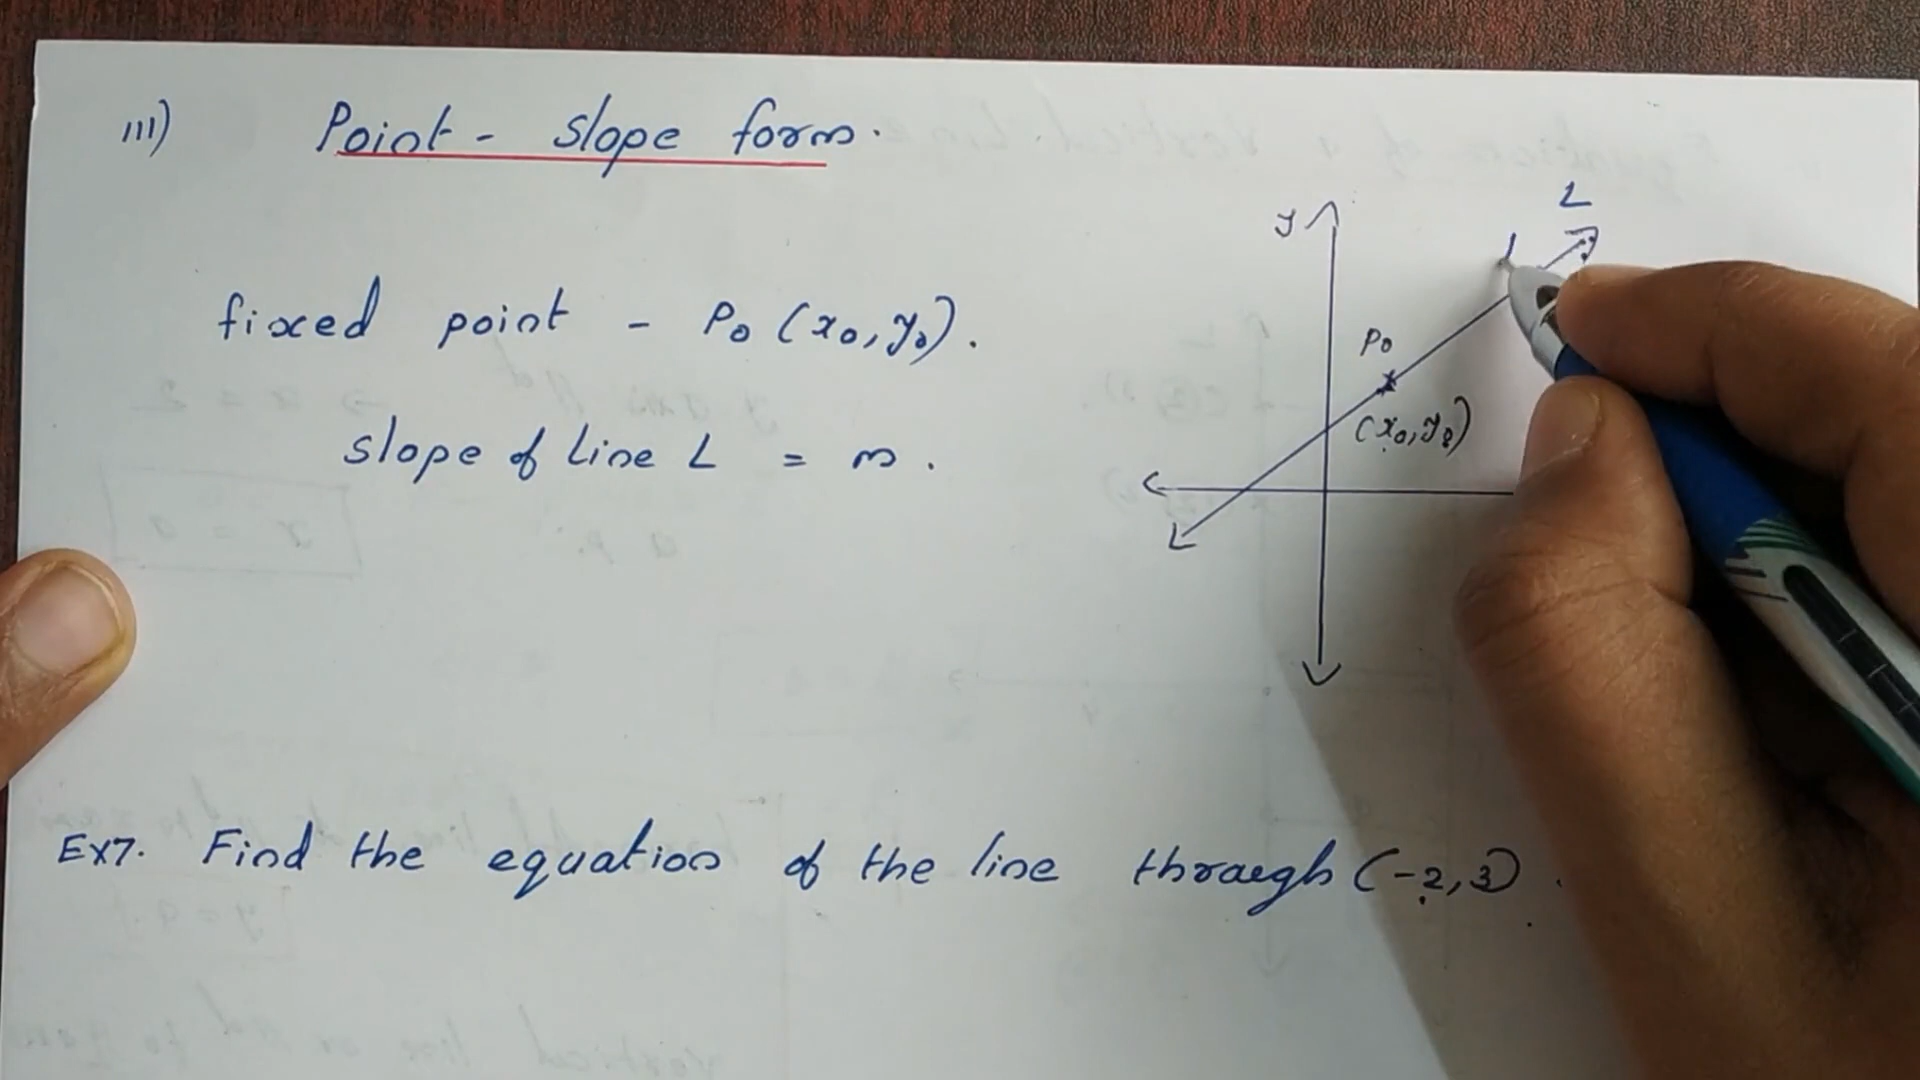 III) Point - slope form.
L
y
fixed point - P₀ (x₀, y₀).
P₀
(x₀, y₀)
slope of line L = m.
Ex7. Find the equation of the line thraegh (-2, 3) .